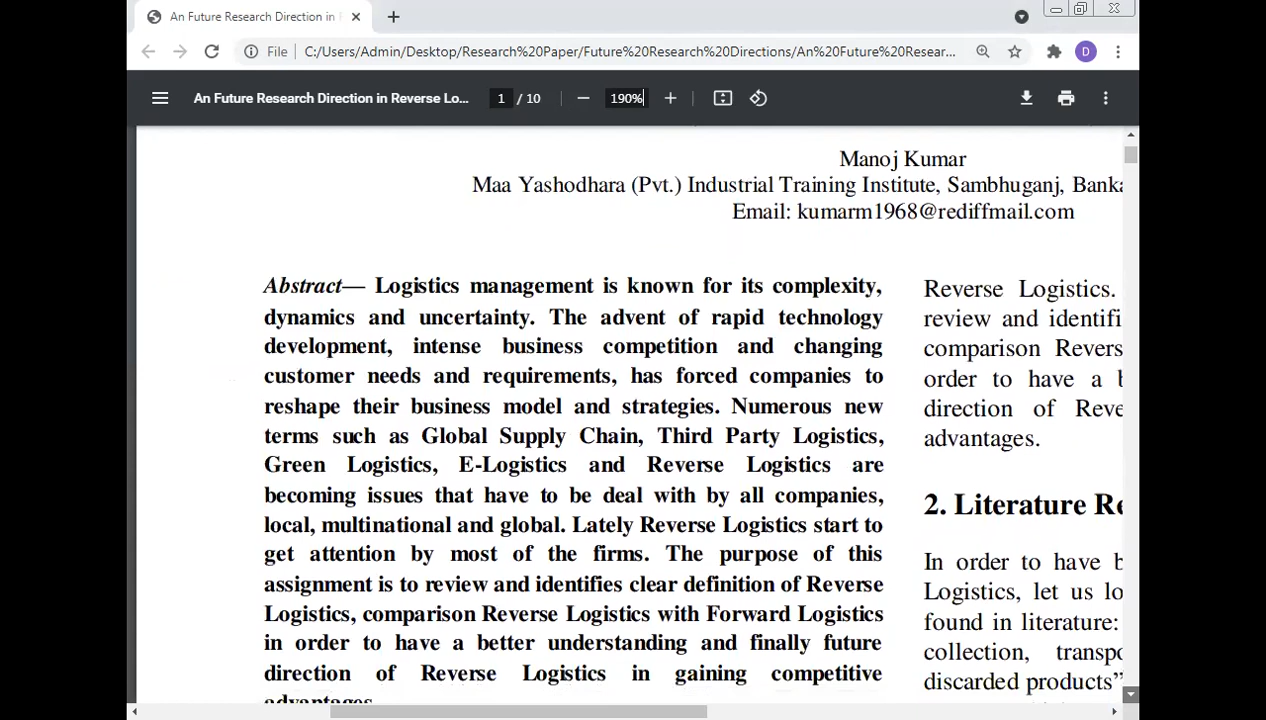 An Future Research Direction in
File C:/Users/Admin/Desktop/Research%20Paper/Future%20Research%20Directions/An%20Future%20Resear...
D
An Future Research Direction in Reverse Lo...
1 / 10
190%
Manoj Kumar
Maa Yashodhara (Pvt.) Industrial Training Institute, Sambhuganj, Banka
Email: kumarm1968@rediffmail.com
Abstract— Logistics management is known for its complexity,
dynamics and uncertainty. The advent of rapid technology
development, intense business competition and changing
customer needs and requirements, has forced companies to
reshape their business model and strategies. Numerous new
terms such as Global Supply Chain, Third Party Logistics,
Green Logistics, E-Logistics and Reverse Logistics are
becoming issues that have to be deal with by all companies,
local, multinational and global. Lately Reverse Logistics start to
get attention by most of the firms. The purpose of this
assignment is to review and identifies clear definition of Reverse
Logistics, comparison Reverse Logistics with Forward Logistics
in order to have a better understanding and finally future
direction of Reverse Logistics in gaining competitive
advantages.
Reverse Logistics.
review and identifi
comparison Revers
order to have a b
direction of Reve
advantages.
2. Literature Re
In order to have b
Logistics, let us lo
found in literature:
collection, transpo
discarded products”